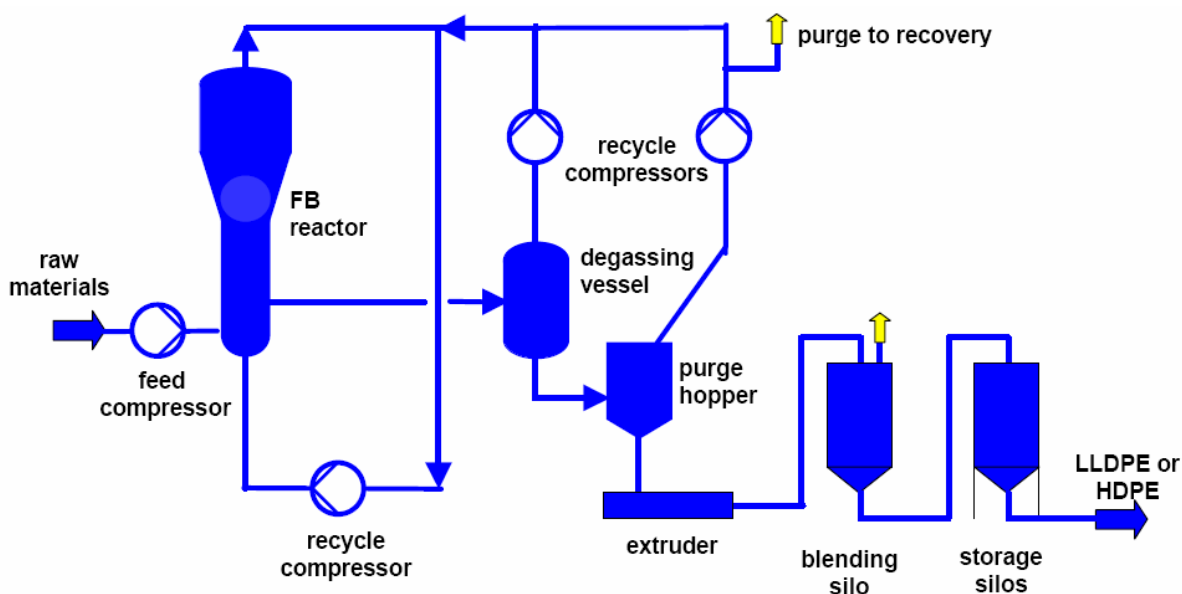 purge to recovery
recycle
compressors
FB
reactor
raw
materials
degassing
vessel
feed
compressor
purge
hopper
LLDPE or
HDPE
recycle
compressor
extruder
blending
silo
storage
silos